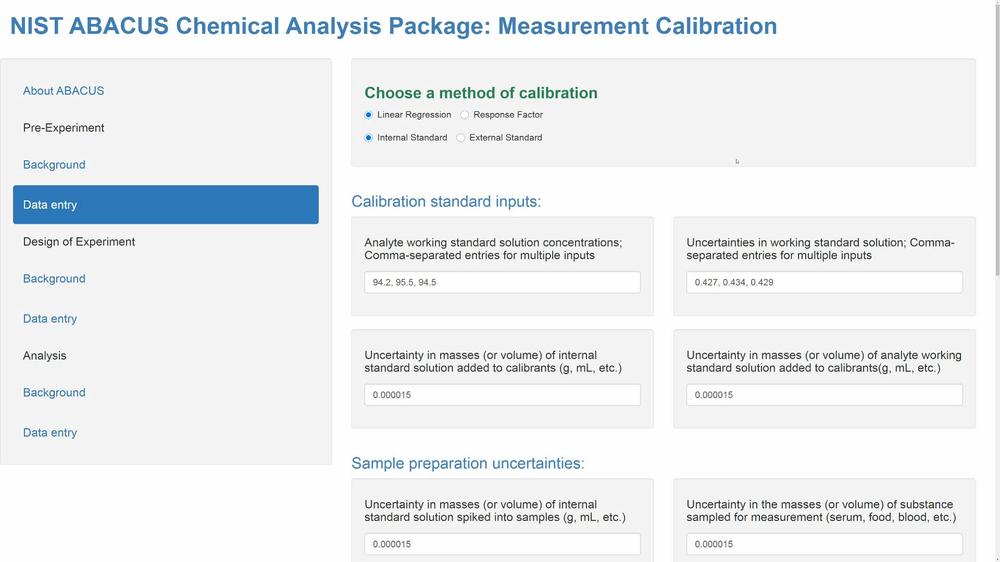 NIST ABACUS Chemical Analysis Package: Measurement Calibration
About ABACUS
Pre-Experiment
Background
Data entry
Design of Experiment
Background
Data entry
Analysis
Background
Data entry
Choose a method of calibration
Linear Regression Response Factor
Internal Standard External Standard
Calibration standard inputs:
Analyte working standard solution concentrations;
Comma-separated entries for multiple inputs
94.2, 95.5, 94.5
Uncertainties in working standard solution; Comma-
separated entries for multiple inputs
0.427, 0.434, 0.429
Uncertainty in masses (or volume) of internal
standard solution added to calibrants (g, mL, etc.)
0.000015
Uncertainty in masses (or volume) of analyte working
standard solution added to calibrants(g, mL, etc.)
0.000015
Sample preparation uncertainties:
Uncertainty in masses (or volume) of internal
standard solution spiked into samples (g, mL, etc.)
0.000015
Uncertainty in the masses (or volume) of substance
sampled for measurement (serum, food, blood, etc.)
0.000015